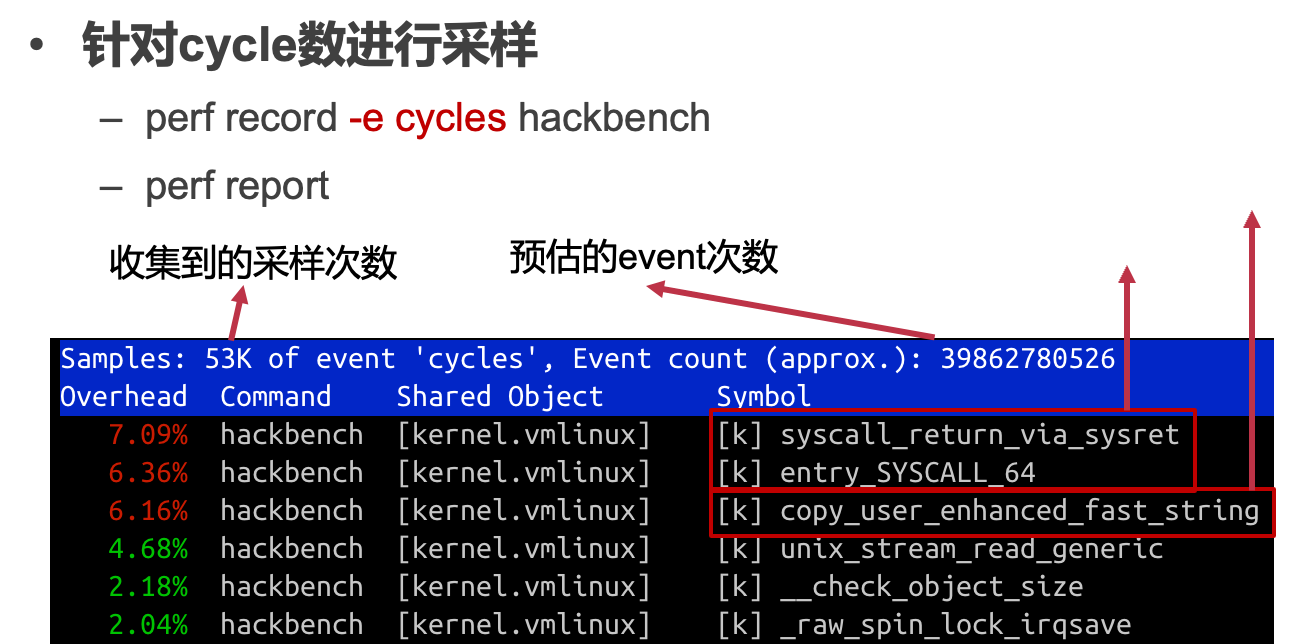 • 针对cycle数进行采样
– perf record -e cycles hackbench
– perf report
收集到的采样次数 预估的event次数
Samples: 53K of event 'cycles', Event count (approx.): 39862780526
Overhead Command Shared Object Symbol
7.09% hackbench [kernel.vmlinux] [k] syscall_return_via_sysret
6.36% hackbench [kernel.vmlinux] [k] entry_SYSCALL_64
6.16% hackbench [kernel.vmlinux] [k] copy_user_enhanced_fast_string
4.68% hackbench [kernel.vmlinux] [k] unix_stream_read_generic
2.18% hackbench [kernel.vmlinux] [k] __check_object_size
2.04% hackbench [kernel.vmlinux] [k] _raw_spin_lock_irqsave